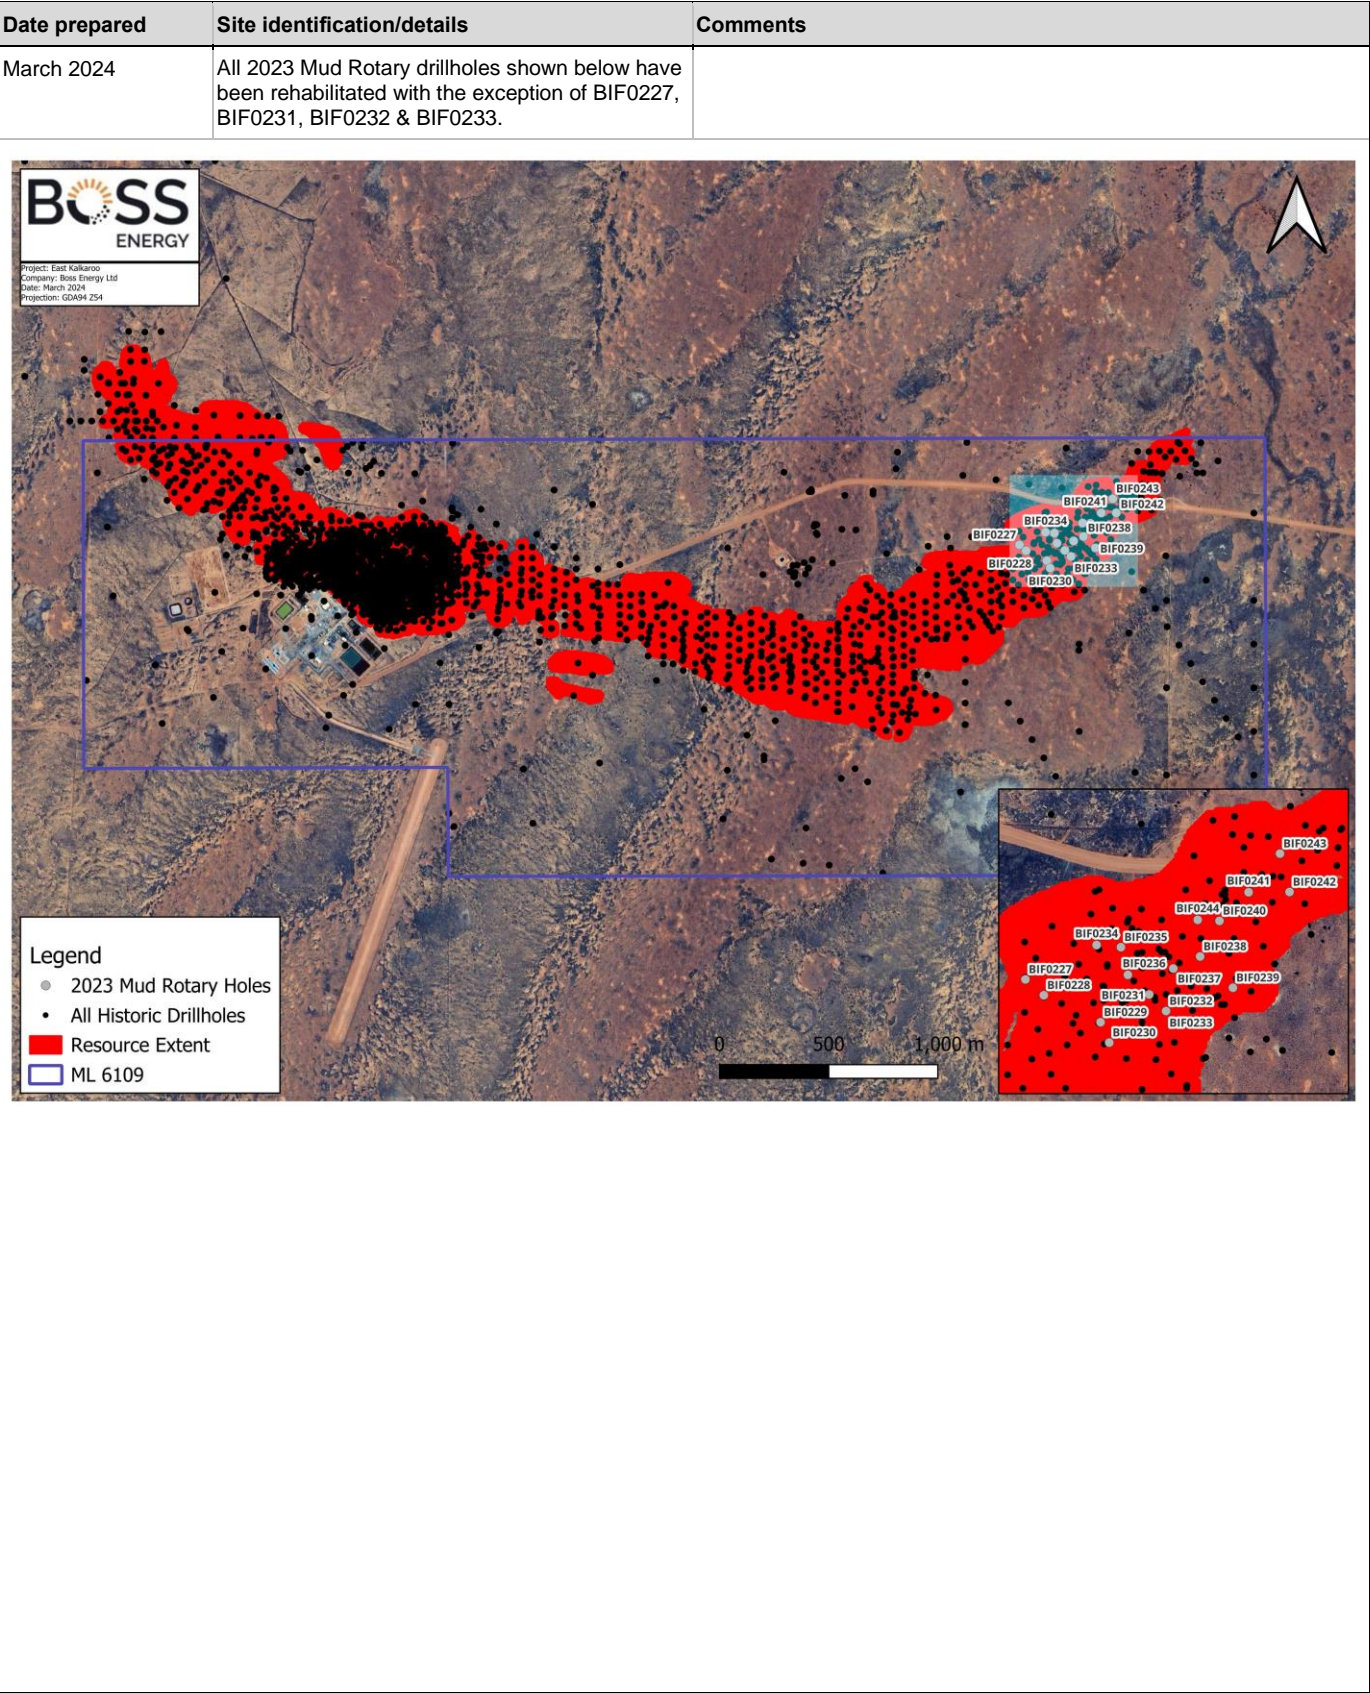 Date prepared
Site identification/details
Comments
March 2024
All 2023 Mud Rotary drillholes shown below have
been rehabilitated with the exception of BIF0227,
BIF0231, BIF0232 & BIF0233.
BOSS
ENERGY
Project: East Kalkaroo
Company: Boss Energy Ltd
Date: March 2024
Projection: GDA94 Z54
BIF0243
BIF0241
BIF0242
BIF0234
BIF0238
BIF0227
BIF0239
BIF0228
BIF0233
BIF0230
BIF0243
BIF0241
BIF0242
BIF0244
BIF0240
BIF0234
BIF0235
BIF0238
BIF0236
BIF0227
BIF0237
BIF0239
BIF0228
BIF0231
BIF0232
BIF0229
BIF0233
BIF0230
Legend
2023 Mud Rotary Holes
All Historic Drillholes
Resource Extent
ML 6109
0 500 1,000 m